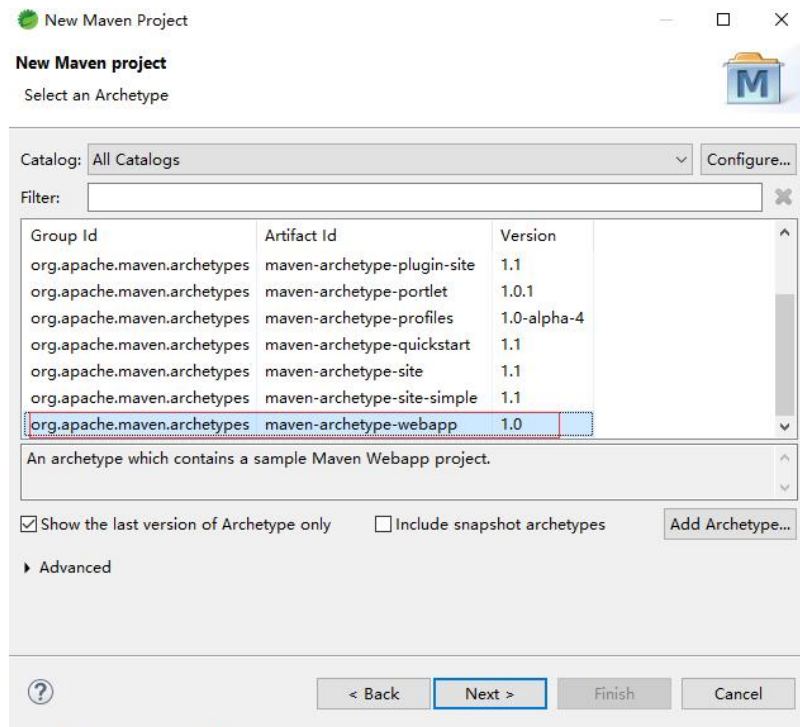 New Maven Project
New Maven project
Select an Archetype
M
Catalog: All Catalogs Configure...
Filter:
Group Id Artifact Id Version
org.apache.maven.archetypes maven-archetype-plugin-site 1.1
org.apache.maven.archetypes maven-archetype-portlet 1.0.1
org.apache.maven.archetypes maven-archetype-profiles 1.0-alpha-4
org.apache.maven.archetypes maven-archetype-quickstart 1.1
org.apache.maven.archetypes maven-archetype-site 1.1
org.apache.maven.archetypes maven-archetype-site-simple 1.1
org.apache.maven.archetypes maven-archetype-webapp 1.0
An archetype which contains a sample Maven Webapp project.
Show the last version of Archetype only Include snapshot archetypes Add Archetype...
Advanced
? < Back Next > Finish Cancel